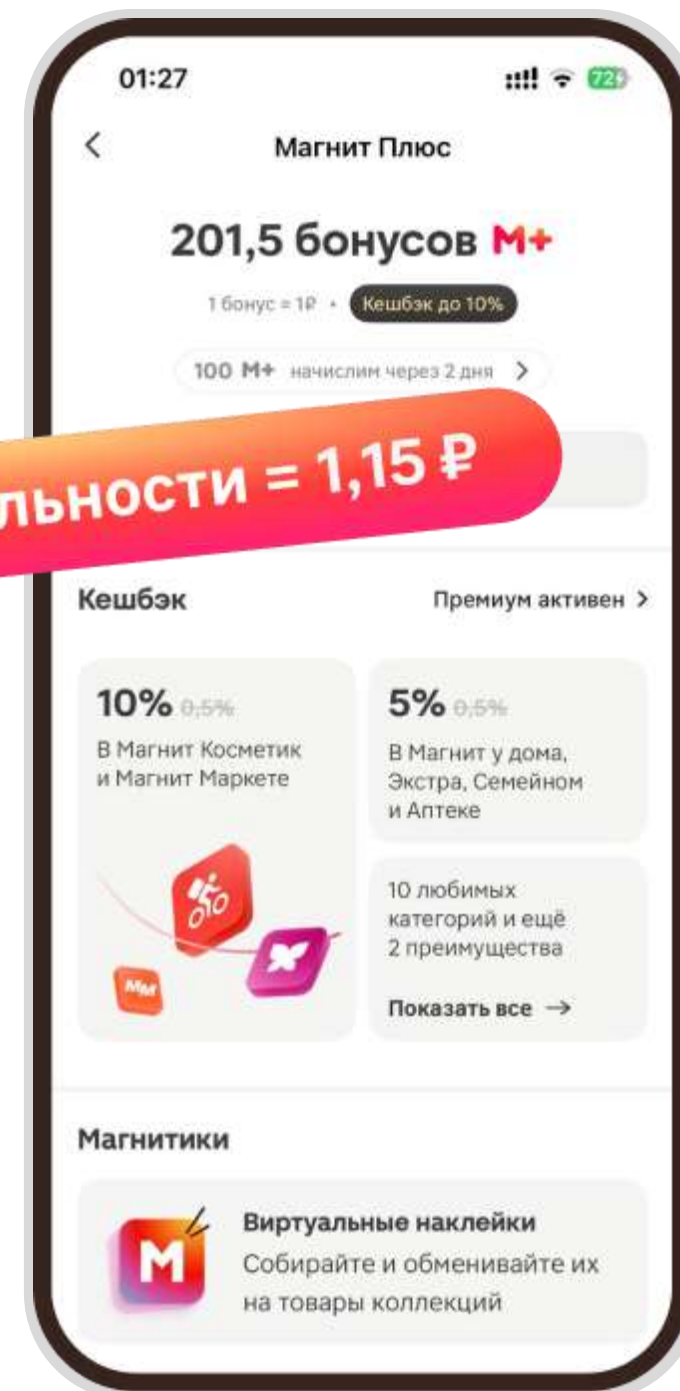 01:27
72
Магнит Плюс
201,5 бонусов М+
1 бонус = 1₽ • Кешбэк до 10%
100 М+ начислим через 2 дня
льности = 1,15 ₽
Кешбэк
Премиум активен
10% 0,5%
В Магнит Косметик
и Магнит Маркете
ММ
5% 0,5%
В Магнит у дома,
Экстра, Семейном
и Аптеке
10 любимых
категорий и ещё
2 преимущества
Показать все →
Магнитики
М
Виртуальные наклейки
Собирайте и обменивайте их
на товары коллекций